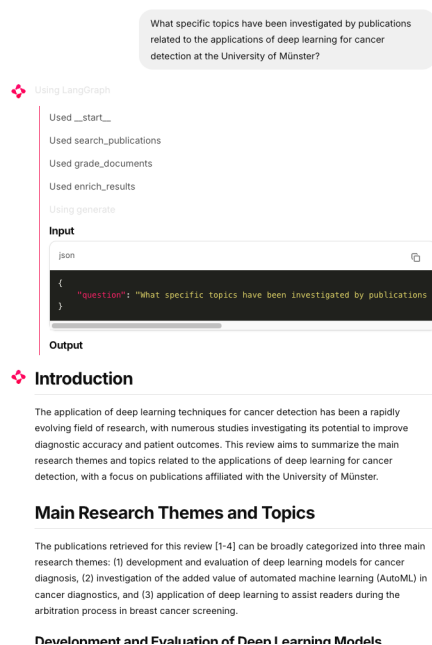 What specific topics have been investigated by publications
related to the applications of deep learning for cancer
detection at the University of Münster?
Using LangGraph
Used __start__
Used search_publications
Used grade_documents
Used enrich_results
Using generate
Input
json
{
"question": "What specific topics have been investigated by publications
}
Output
Introduction
The application of deep learning techniques for cancer detection has been a rapidly
evolving field of research, with numerous studies investigating its potential to improve
diagnostic accuracy and patient outcomes. This review aims to summarize the main
research themes and topics related to the applications of deep learning for cancer
detection, with a focus on publications affiliated with the University of Münster.
Main Research Themes and Topics
The publications retrieved for this review [1-4] can be broadly categorized into three main
research themes: (1) development and evaluation of deep learning models for cancer
diagnosis, (2) investigation of the added value of automated machine learning (AutoML) in
cancer diagnostics, and (3) application of deep learning to assist readers during the
arbitration process in breast cancer screening.
Development and Evaluation of Deep Learning Models